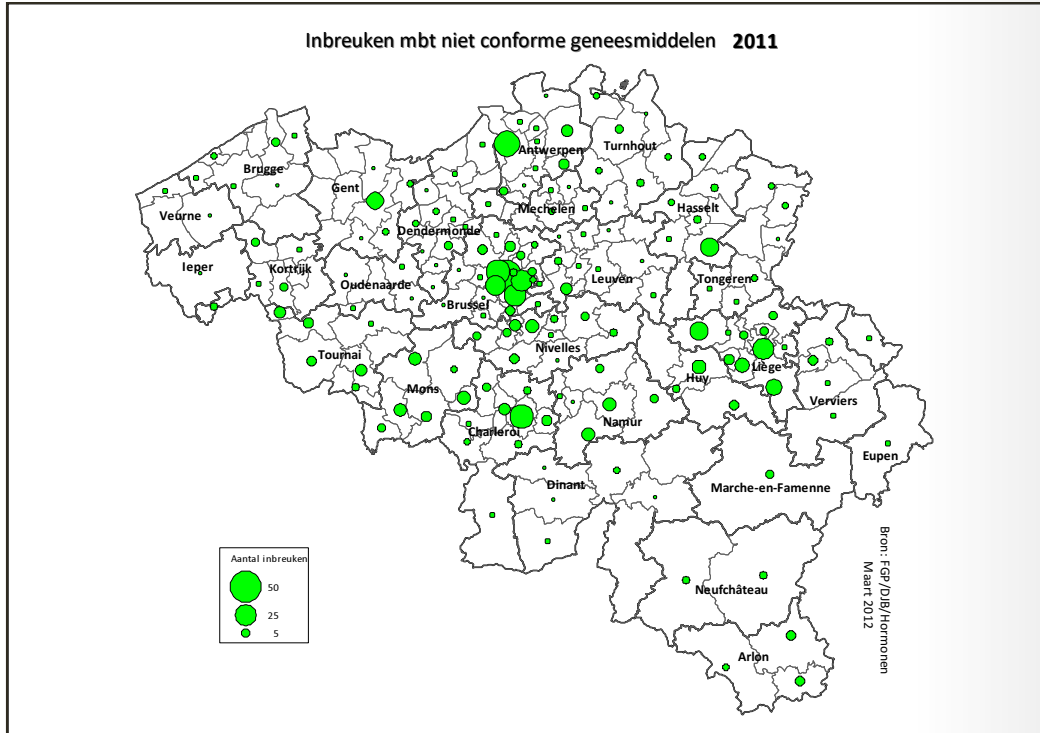 Inbreuken mbt niet conforme geneesmiddelen 2011
Antwerpen
Turnhout
Brugge
Gent
Mechelen
Hasselt
Veurne
Dendermonde
Ieper
Kortrijk
Oudenaarde
Leuven
Tongeren
Brussel
Tournai
Nivelles
Liège
Huy
Mons
Verviers
Charleroi
Namur
Eupen
Dinant
Marche-en-Famenne
Neufchâteau
Arlon
Aantal inbreuken
50
25
5
Bron: FGP/DJB/Hormonen
Maart 2012